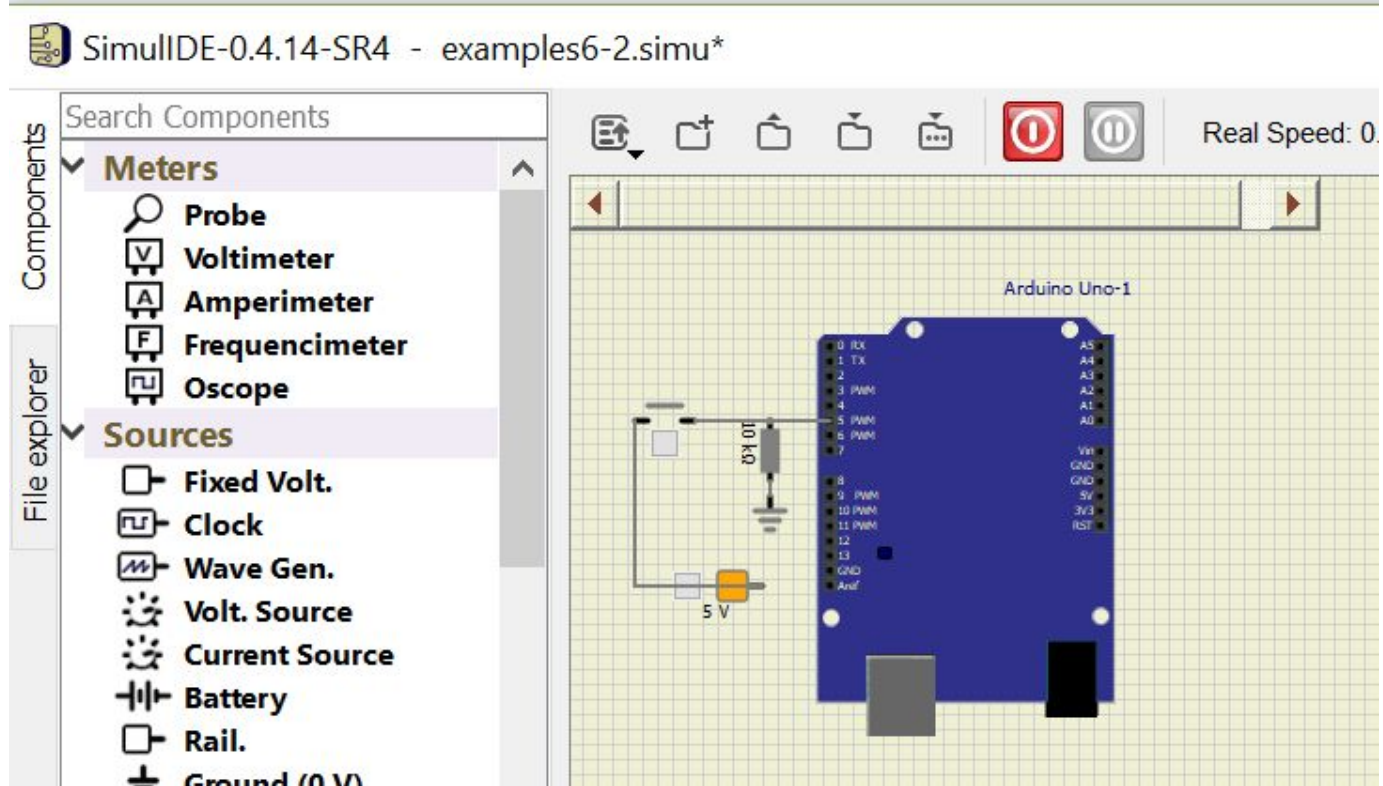 SimulIDE-0.4.14-SR4 - examples6-2.simu*
Components
File explorer
Search Components
Meters
Probe
Voltimeter
Amperimeter
Frequencimeter
Oscope
Sources
Fixed Volt.
Clock
Wave Gen.
Volt. Source
Current Source
Battery
Rail.
Ground (0 V)
Real Speed: 0.
Arduino Uno-1
0 RX
1 TX
2
3 PWM
4
5 PWM
6 PWM
7
8
9 PWM
10 PWM
11 PWM
12
13
GND
Aref
A5
A4
A3
A2
A1
A0
Vin
GND
GND
5V
3V3
RST
10 kΩ
5 V